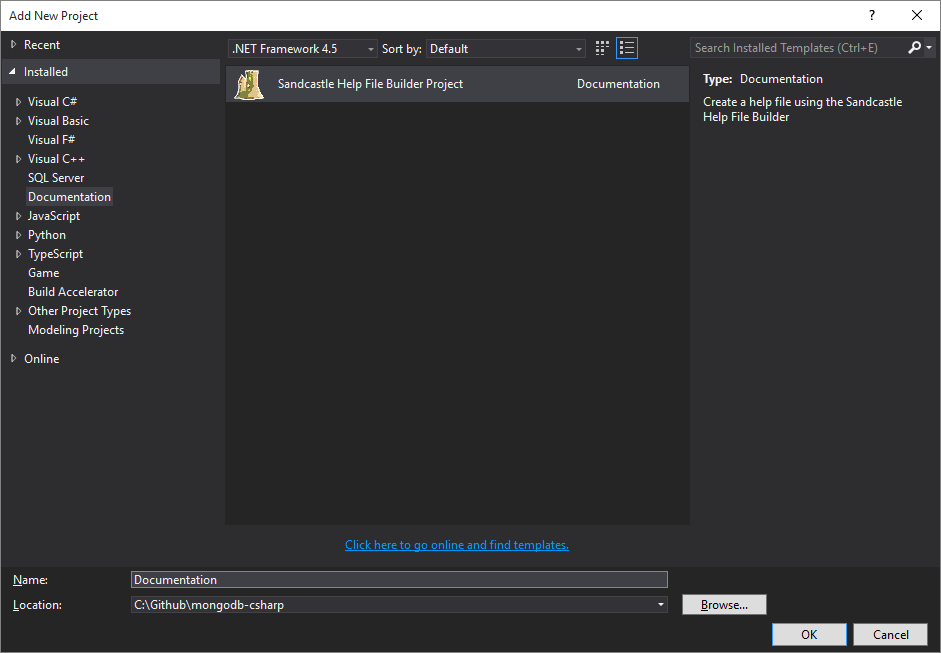 Add New Project
?
Recent
.NET Framework 4.5
Sort by:
Default
Search Installed Templates (Ctrl+E)
Installed
Sandcastle Help File Builder Project
Documentation
Type: Documentation
Create a help file using the Sandcastle
Help File Builder
Visual C#
Visual Basic
Visual F#
Visual C++
SQL Server
Documentation
JavaScript
Python
TypeScript
Game
Build Accelerator
Other Project Types
Modeling Projects
Online
Click here to go online and find templates.
Name:
Documentation
Location:
C:\Github\mongodb-csharp
Browse...
OK
Cancel